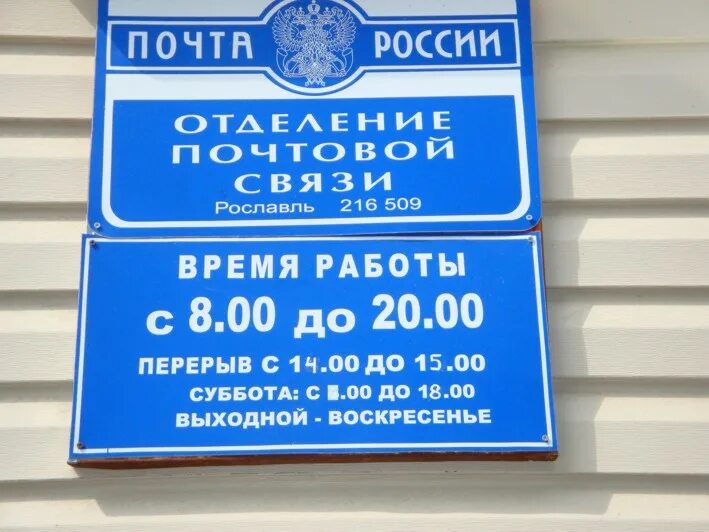 ПОЧТА РОССИИ
ОТДЕЛЕНИЕ
ПОЧТОВОЙ
СВЯЗИ
Рославль 216 509
ВРЕМЯ РАБОТЫ
с 8.00 до 20.00
ПЕРЕРЫВ С 14.00 ДО 15.00
СУББОТА: С .00 ДО 18.00
ВЫХОДНОЙ - ВОСКРЕСЕНЬЕ